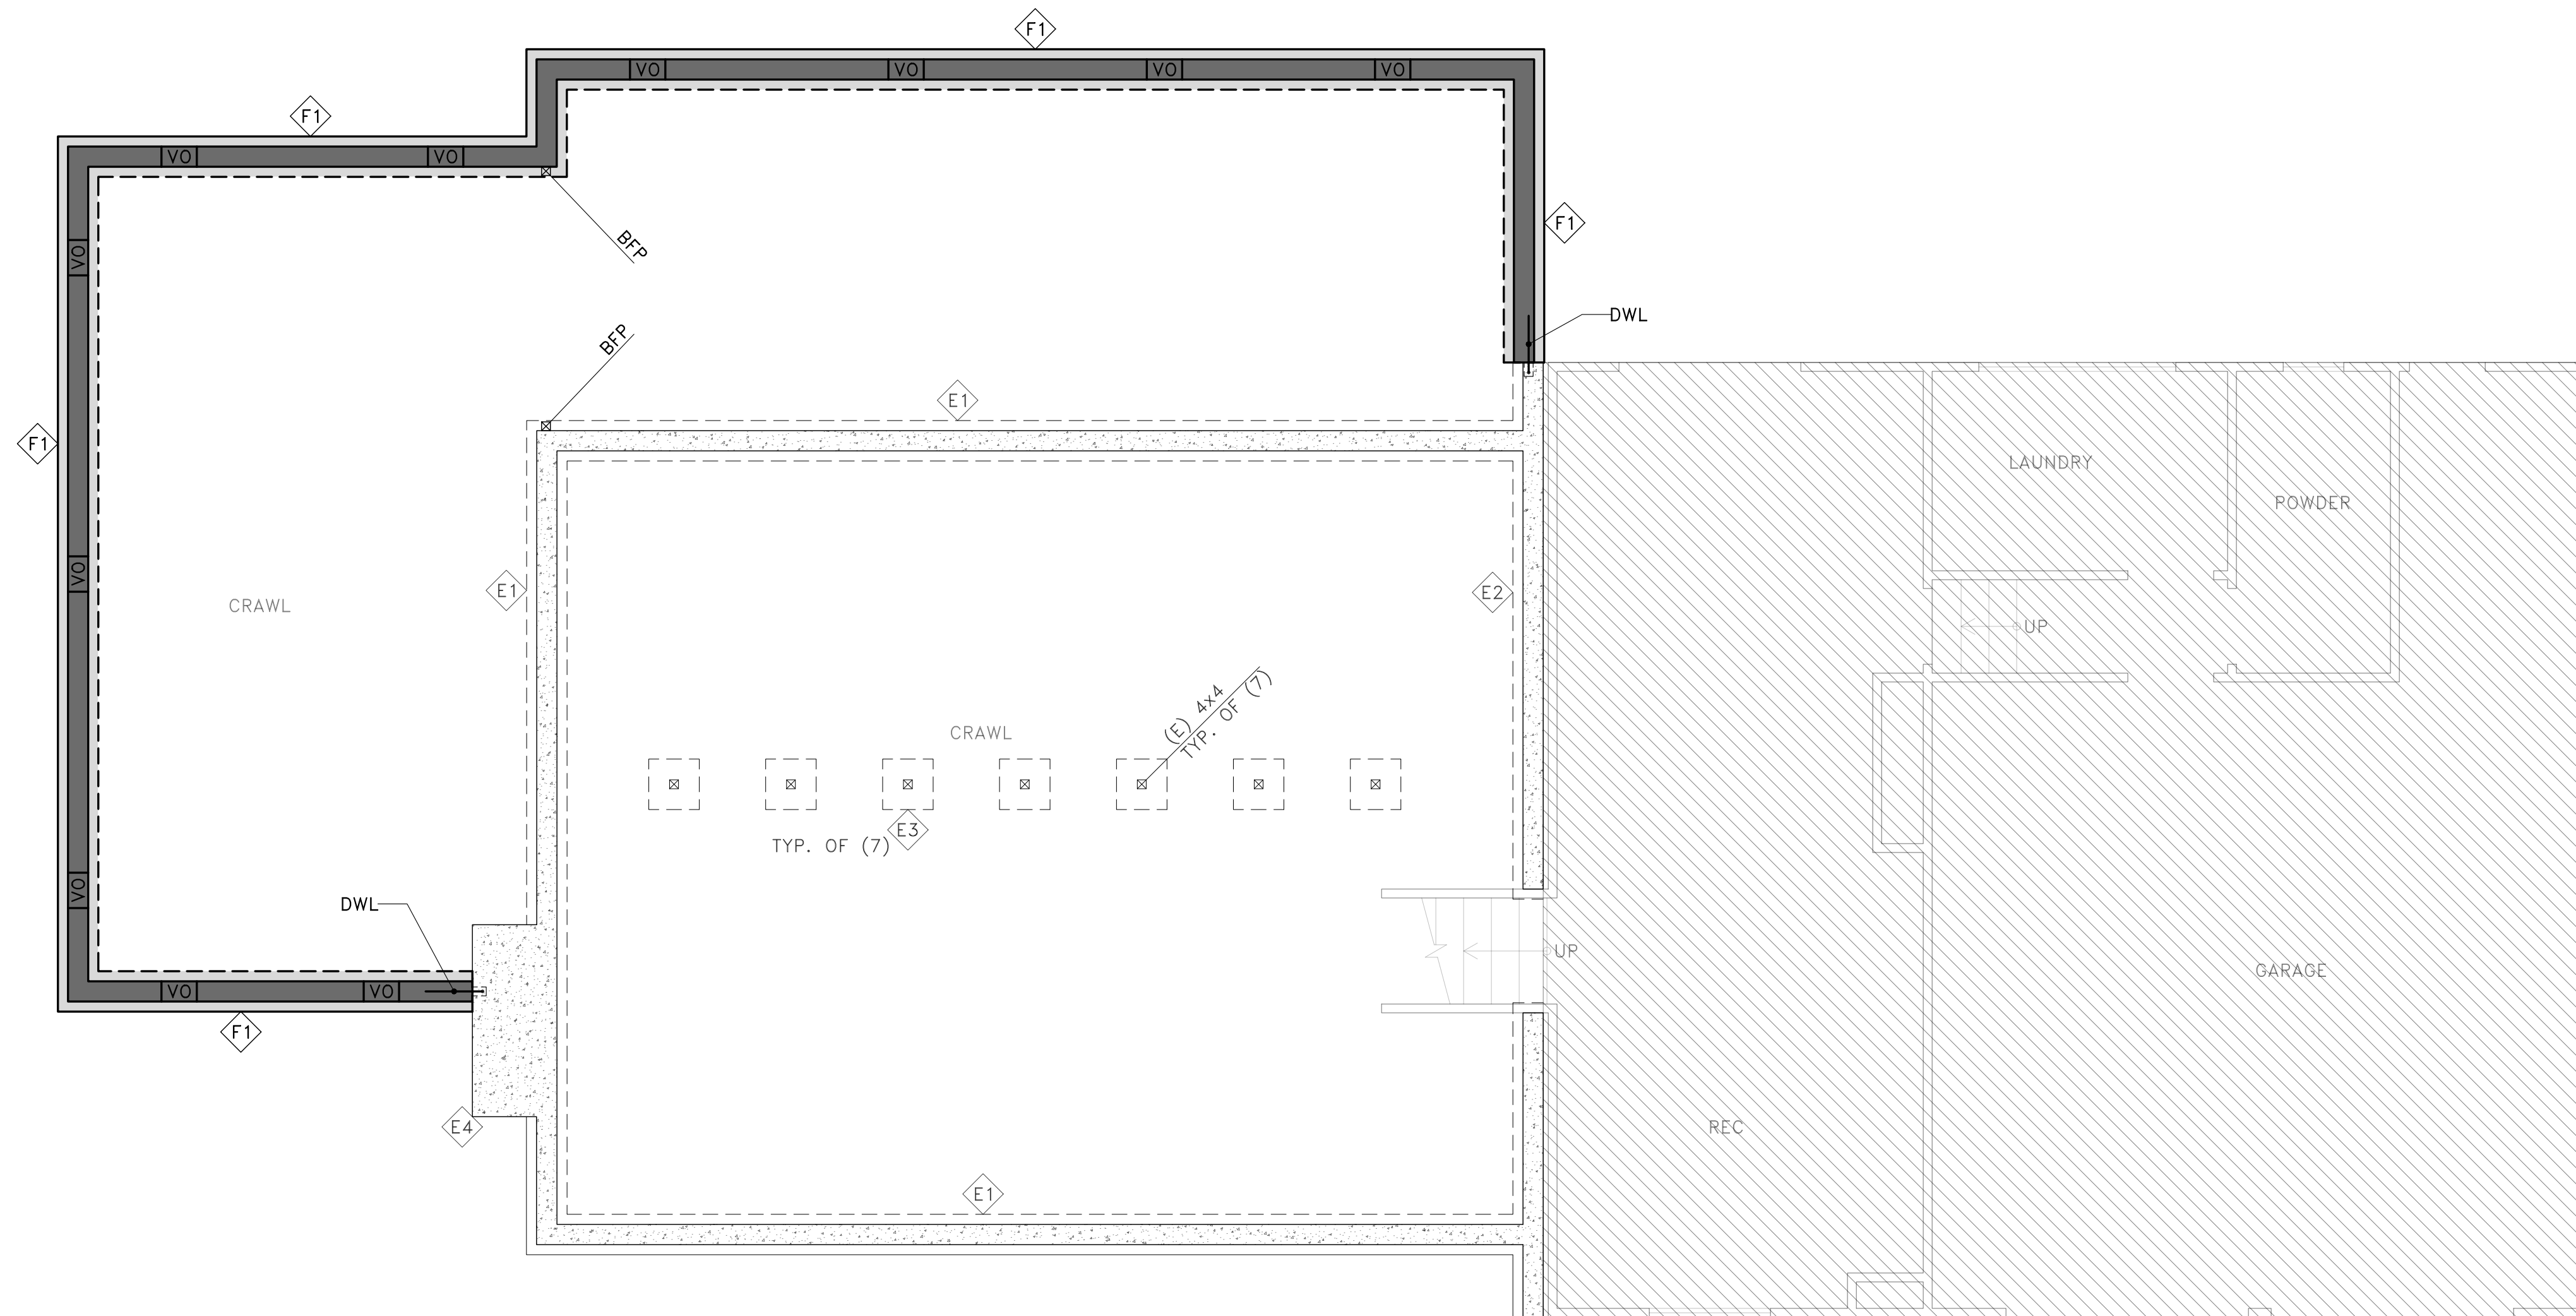 F1
VO
VO
VO
VO
F1
VO
VO
F1
BFP
VO
DWL
BFP
E1
F1
LAUNDRY
POWDER
VO
E1
E2
CRAWL
UP
(E) 4x4
TYP. OF (7)
CRAWL
E3
TYP. OF (7)
VO
DWL
UP
GARAGE
VO
VO
F1
E4
REC
E1